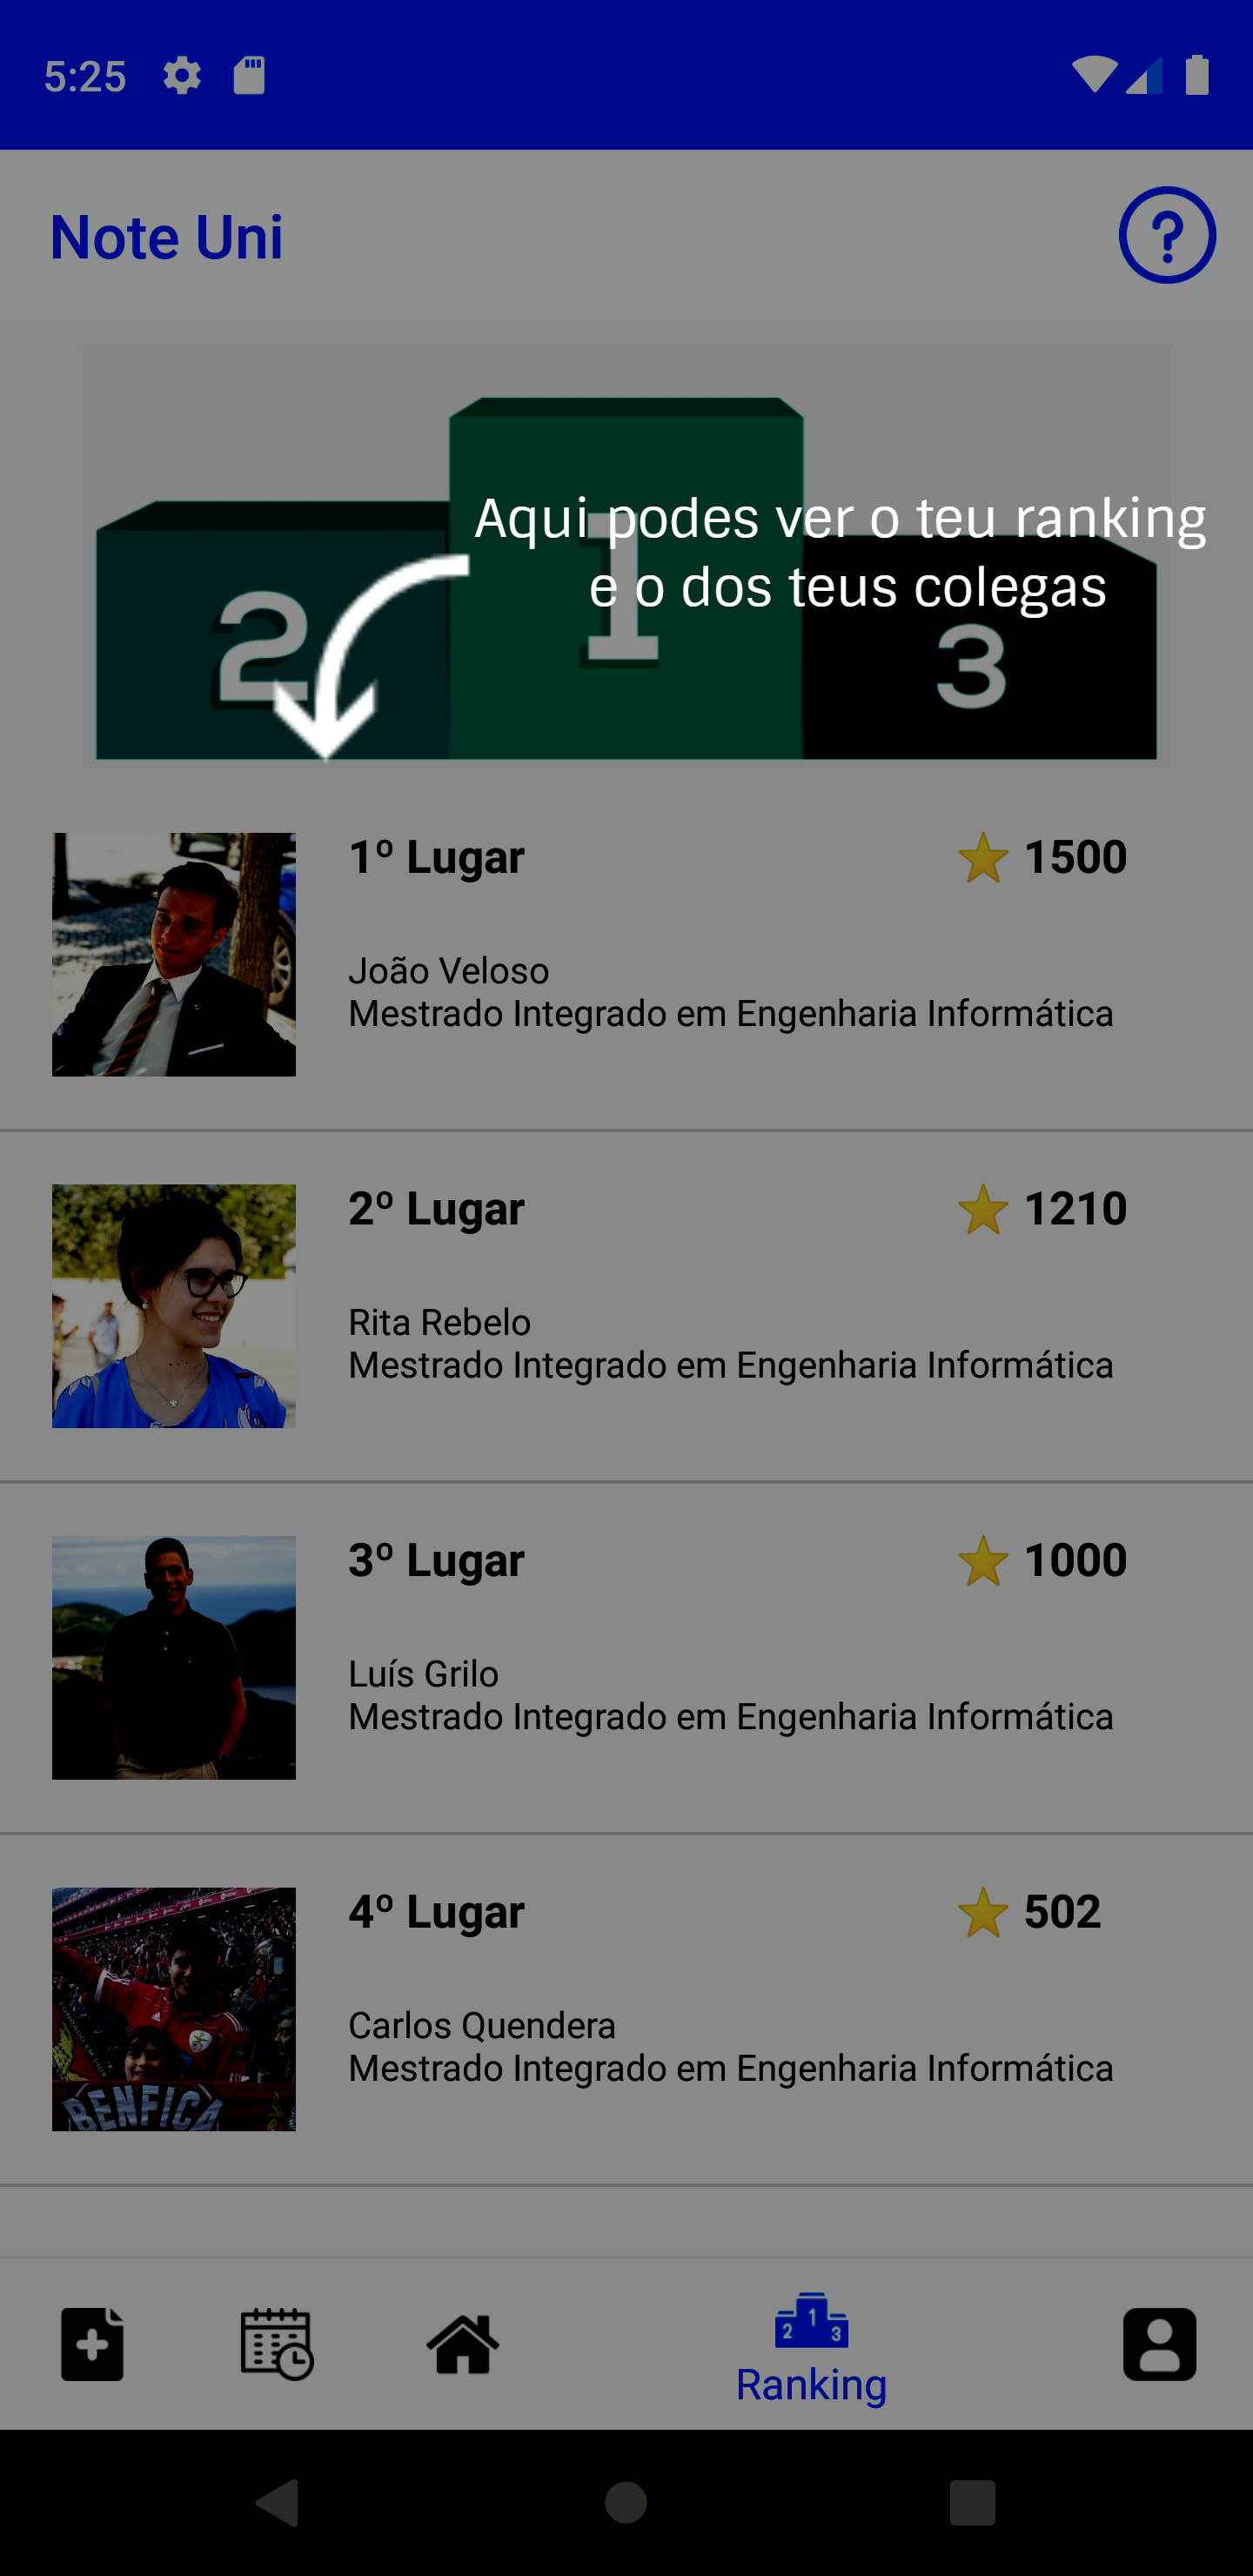 5:25
Note Uni
?
Aqui podes ver o teu ranking
e o dos teus colegas
2
1
3
1º Lugar
1500
João Veloso
Mestrado Integrado em Engenharia Informática
2º Lugar
1210
Rita Rebelo
Mestrado Integrado em Engenharia Informática
3º Lugar
1000
Luís Grilo
Mestrado Integrado em Engenharia Informática
4º Lugar
502
Carlos Quendera
Mestrado Integrado em Engenharia Informática
BENFICA
2 1 3
Ranking